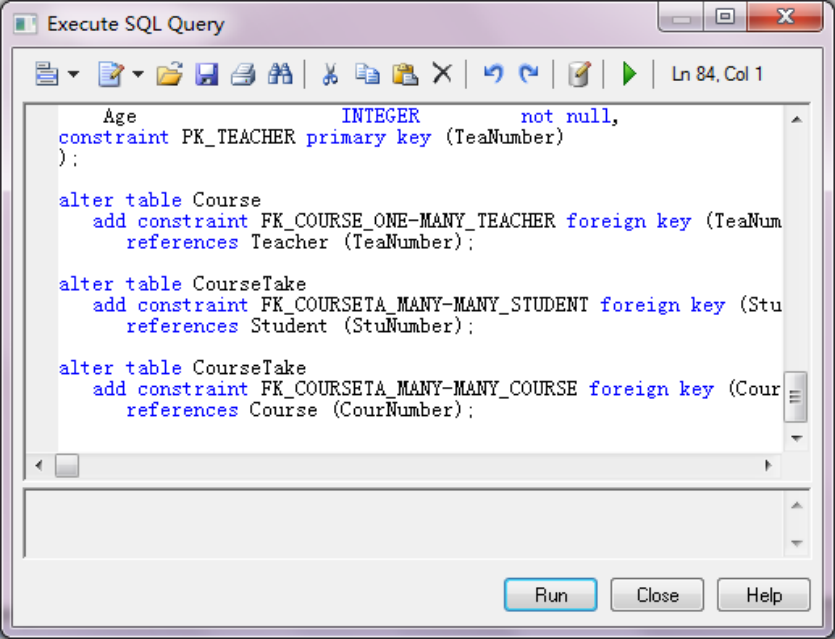 Execute SQL Query
Ln 84, Col 1
Age INTEGER not null,
constraint PK_TEACHER primary key (TeaNumber)
);
alter table Course
add constraint FK_COURSE_ONE-MANY_TEACHER foreign key (TeaNum
references Teacher (TeaNumber);
alter table CourseTake
add constraint FK_COURSETA_MANY-MANY_STUDENT foreign key (Stu
references Student (StuNumber);
alter table CourseTake
add constraint FK_COURSETA_MANY-MANY_COURSE foreign key (Cour
references Course (CourNumber);
Run Close Help